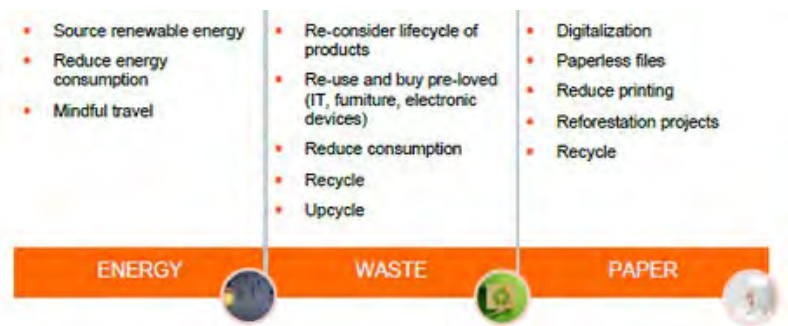 Source renewable energy
Reduce energy
consumption
Mindful travel
Re-consider lifecycle of
products
Re-use and buy pre-loved
(IT, furniture, electronic
devices)
Reduce consumption
Recycle
Upcycle
Digitalization
Paperless files
Reduce printing
Reforestation projects
Recycle
ENERGY
WASTE
PAPER